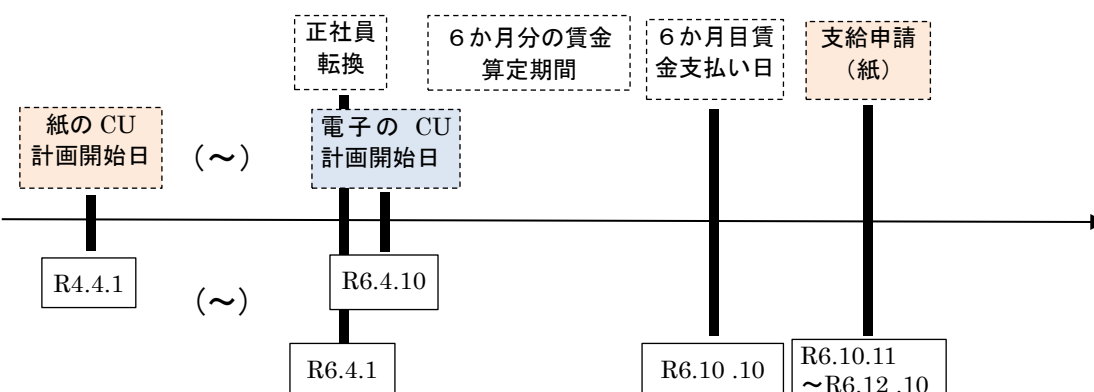 正社員
転換
６か月分の賃金
算定期間
６か月目賃
金支払い日
支給申請
（紙）
紙の CU
計画開始日
（～）
電子の CU
計画開始日
R4.4.1
（～）
R6.4.10
R6.4.1
R6.10 .10
R6.10.11
～R6.12 .10